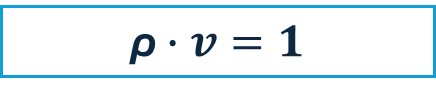 ρ · v = 1